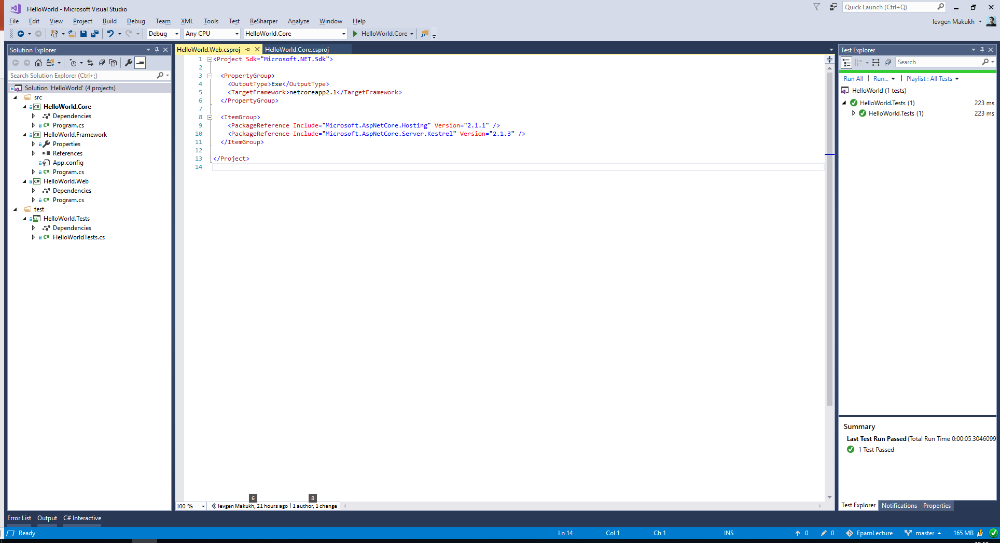 HelloWorld - Microsoft Visual Studio
Quick Launch (Ctrl+Q)
File Edit View Project Build Debug Team XML Tools Test ReSharper Analyze Window Help
Ievgen Makukh
Debug Any CPU HelloWorld.Core HelloWorld.Core
Solution Explorer
Search Solution Explorer (Ctrl+;)
Solution 'HelloWorld' (4 projects)
src
C# HelloWorld.Core
Dependencies
C# Program.cs
C# HelloWorld.Framework
Properties
References
App.config
C# Program.cs
C# HelloWorld.Web
Dependencies
C# Program.cs
test
HelloWorld.Tests
Dependencies
C# HelloWorldTests.cs
HelloWorld.Web.csproj HelloWorld.Core.csproj
1 <Project Sdk="Microsoft.NET.Sdk">
2
3 <PropertyGroup>
4 <OutputType>Exe</OutputType>
5 <TargetFramework>netcoreapp2.1</TargetFramework>
6 </PropertyGroup>
7
8 <ItemGroup>
9 <PackageReference Include="Microsoft.AspNetCore.Hosting" Version="2.1.1" />
10 <PackageReference Include="Microsoft.AspNetCore.Server.Kestrel" Version="2.1.3" />
11 </ItemGroup>
12
13 </Project>
14
6 8
100 % Ievgen Makukh, 21 hours ago | 1 author, 1 change
Test Explorer
Search
Run All | Run... | Playlist : All Tests
HelloWorld (1 tests)
HelloWorld.Tests (1) 223 ms
HelloWorld.Tests (1) 223 ms
Summary
Last Test Run Passed (Total Run Time 0:00:05.3046099
1 Test Passed
Test Explorer Notifications Properties
Error List Output C# Interactive
Ready Ln 14 Col 1 Ch 1 INS 0 0 EpamLecture master 165 MB